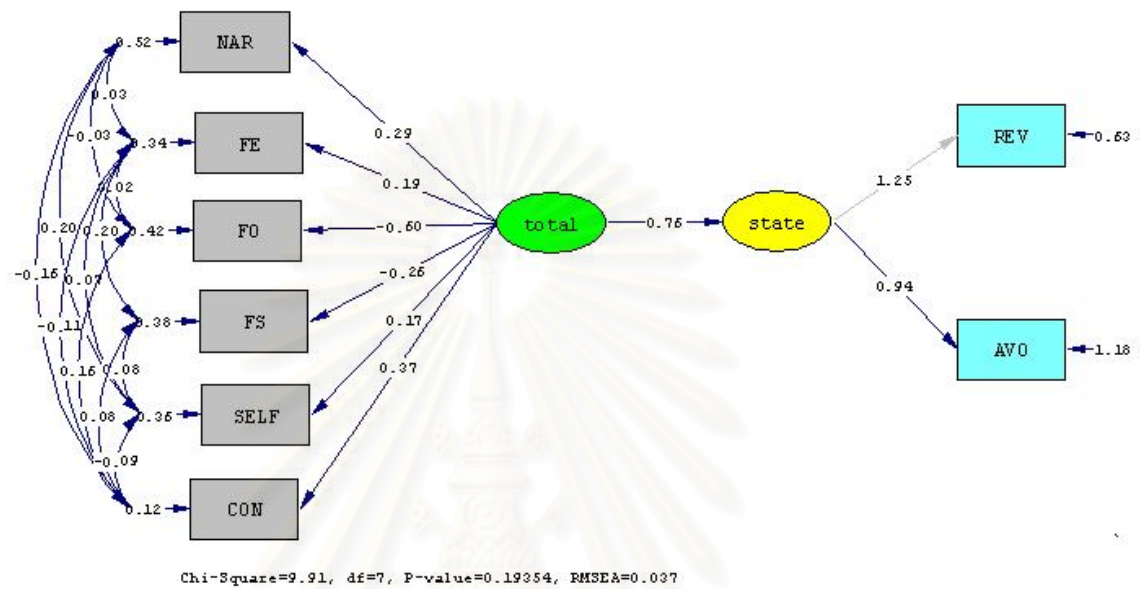 0.52 NAR
0.03
0.29
-0.03
0.34 FE
REV 0.63
0.02
0.19
1.25
0.20 0.20 0.42 FO
-0.60
total 0.76 state
-0.16 0.07
-0.26
0.94
-0.11 0.38 FS
0.17
AVO 1.18
0.16 0.08
0.37
0.08 0.36 SELF
-0.09
0.12 CON
Chi-Square=9.91, df=7, P-value=0.19354, RMSEA=0.037